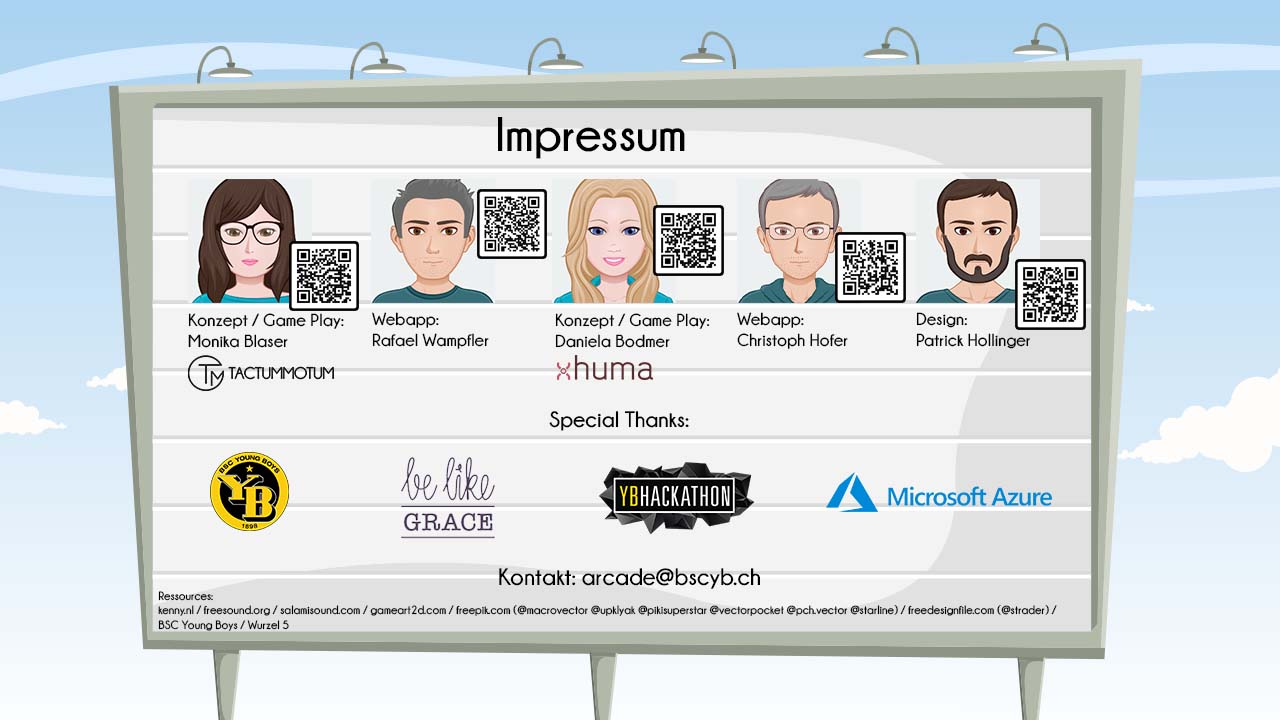 Impressum
Konzept / Game Play:
Monika Blaser
TM TACTUMMOTUM
Webapp:
Rafael Wampfler
Konzept / Game Play:
Daniela Bodmer
xhuma
Webapp:
Christoph Hofer
Design:
Patrick Hollinger
Special Thanks:
BSC YOUNG BOYS
YB
1898
be like
GRACE
YBHACKATHON
Microsoft Azure
Kontakt: arcade@bscyb.ch
Ressources:
kenny.nl / freesound.org / salamisound.com / gameart2d.com / freepik.com (@macrovector @upklyak @pikisuperstar @vectorpocket @pch.vector @starline) / freedesignfile.com (@strader) /
BSC Young Boys / Wurzel 5